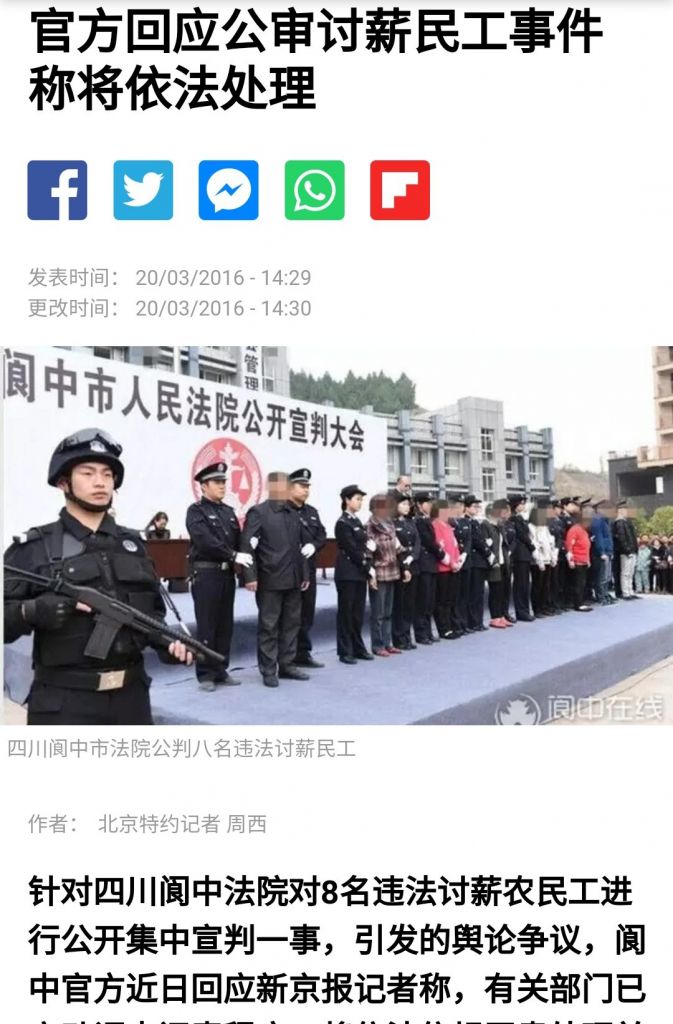 官方回应公审讨薪民工事件
称将依法处理
发表时间： 20/03/2016 - 14:29
更改时间： 20/03/2016 - 14:30
管理
阆中市人民法院公开宣判大会
阆中在线
四川阆中市法院公判八名违法讨薪民工
作者： 北京特约记者 周西
针对四川阆中法院对8名违法讨薪农民工进
行公开集中宣判一事，引发的舆论争议，阆
中官方近日回应新京报记者称，有关部门已